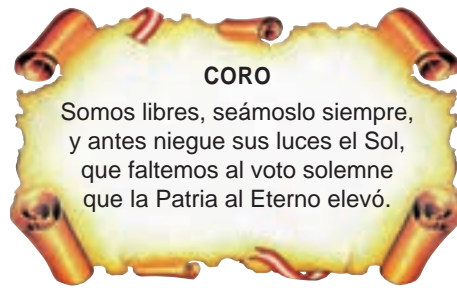 CORO
Somos libres, seámoslo siempre,
y antes niegue sus luces el Sol,
que faltemos al voto solemne
que la Patria al Eterno elevó.